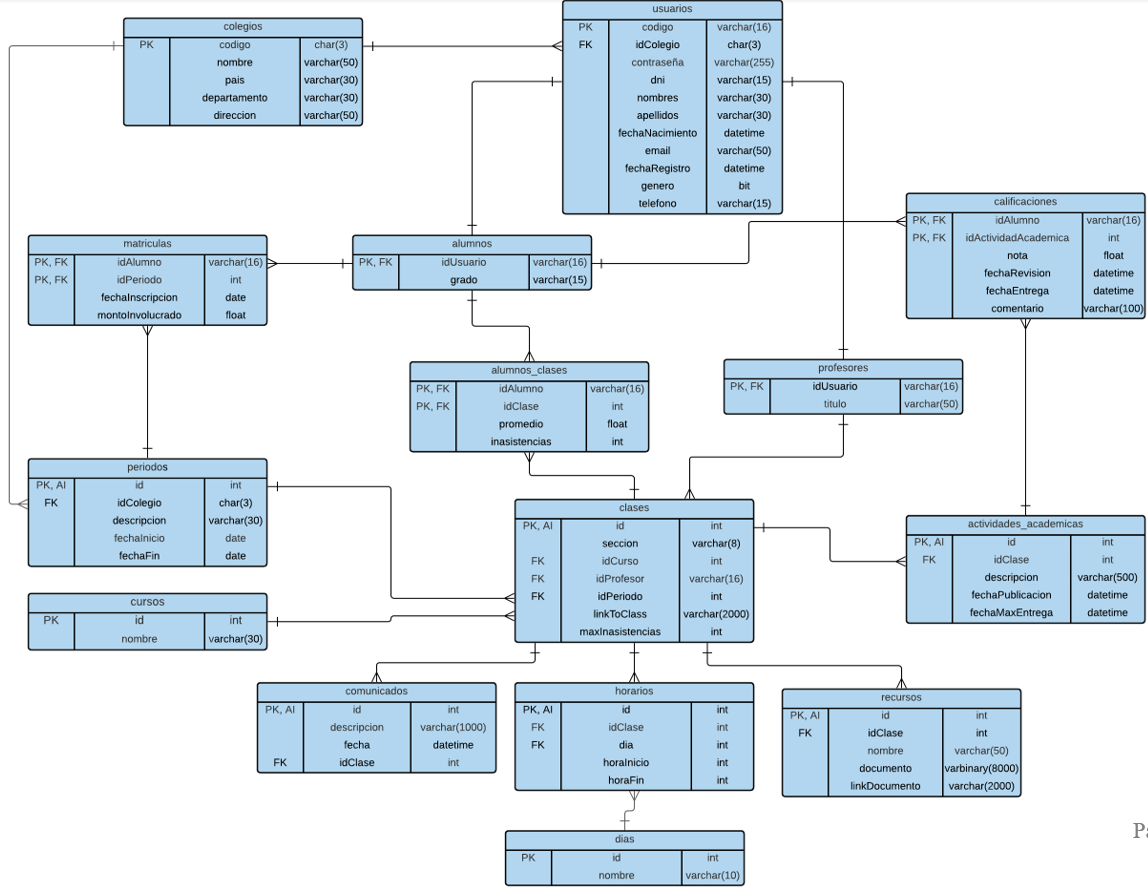 colegios
PK codigo char(3)
nombre varchar(50)
pais varchar(30)
departamento varchar(30)
direccion varchar(50)
usuarios
PK codigo varchar(16)
FK idColegio char(3)
contraseña varchar(255)
dni varchar(15)
nombres varchar(30)
apellidos varchar(30)
fechaNacimiento datetime
email varchar(50)
fechaRegistro datetime
genero bit
telefono varchar(15)
calificaciones
PK, FK idAlumno varchar(16)
PK, FK idActividadAcademica int
nota float
fechaRevision datetime
fechaEntrega datetime
comentario varchar(100)
matriculas
PK, FK idAlumno varchar(16)
PK, FK idPeriodo int
fechaInscripcion date
montoInvolucrado float
alumnos
PK, FK idUsuario varchar(16)
grado varchar(15)
alumnos_clases
PK, FK idAlumno varchar(16)
PK, FK idClase int
promedio float
inasistencias int
profesores
PK, FK idUsuario varchar(16)
titulo varchar(50)
periodos
PK, AI id int
FK idColegio char(3)
descripcion varchar(30)
fechaInicio date
fechaFin date
clases
PK, AI id int
seccion varchar(8)
FK idCurso int
FK idProfesor varchar(16)
FK idPeriodo int
linkToClass varchar(2000)
maxInasistencias int
actividades_academicas
PK, AI id int
FK idClase int
descripcion varchar(500)
fechaPublicacion datetime
fechaMaxEntrega datetime
cursos
PK id int
nombre varchar(30)
comunicados
PK, AI id int
descripcion varchar(1000)
fecha datetime
FK idClase int
horarios
PK, AI id int
FK idClase int
FK dia int
horaInicio int
horaFin int
recursos
PK, AI id int
FK idClase int
nombre varchar(50)
documento varbinary(8000)
linkDocumento varchar(2000)
dias
PK id int
nombre varchar(10)